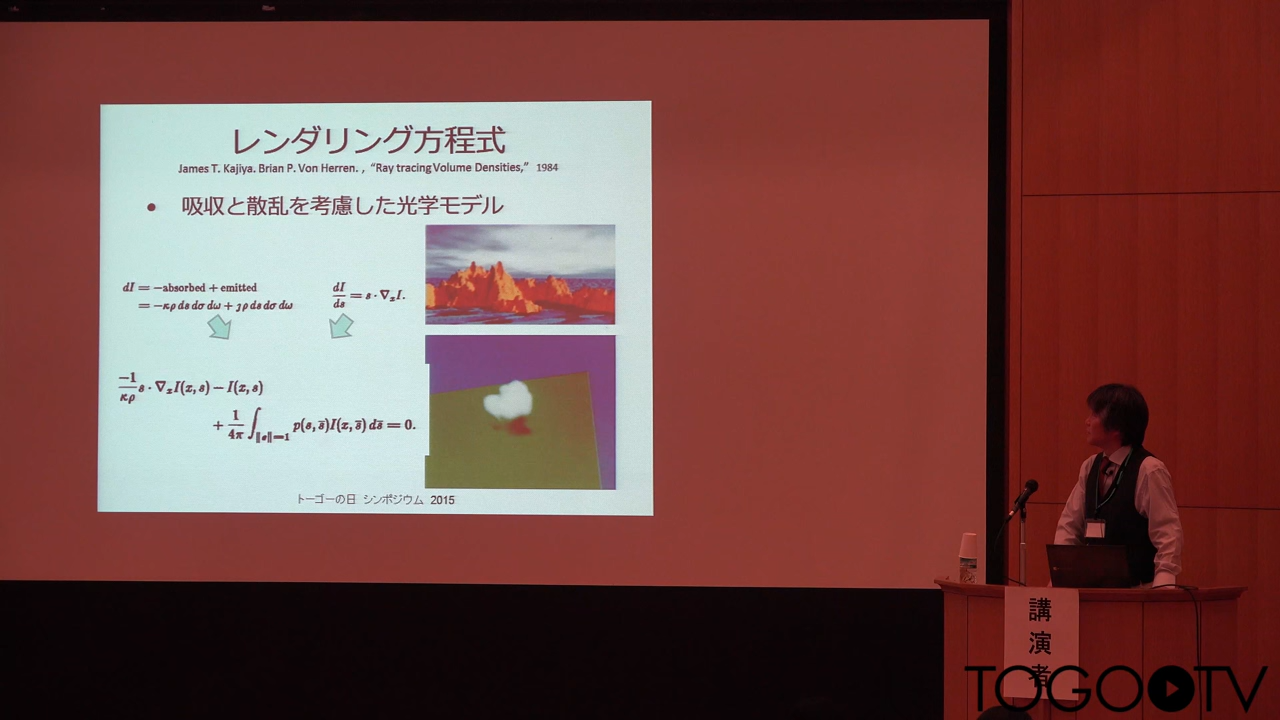 レンダリング方程式
James T. Kajiya. Brian P. Von Herren. , “Ray tracing Volume Densities,” 1984
• 吸収と散乱を考慮した光学モデル
dI = −absorbed + emitted
= −κρ ds dσ dω + ȷρ ds dσ dω
dI/ds = s · ∇ₓI.
−1/κρ s · ∇ₓI(x, s) − I(x, s)
+ 1/4π ∫‖s̄‖=1 p(s, s̄)I(x, s̄) ds̄ = 0.
トーゴーの日 シンポジウム 2015
講演者
TOGOTV